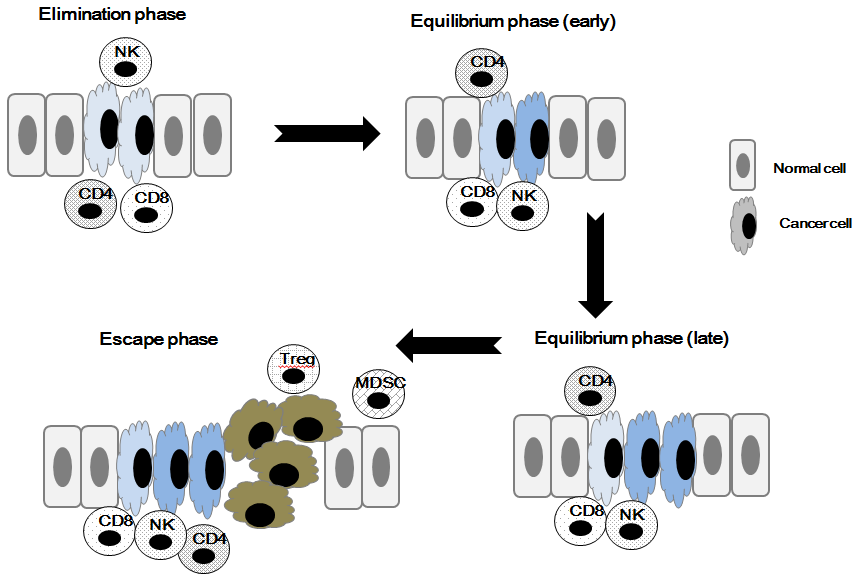 Elimination phase
NK
CD4
CD8
Equilibrium phase (early)
CD4
CD8
NK
Normal cell
Cancer cell
Escape phase
Treg
MDSC
CD8
NK
CD4
Equilibrium phase (late)
CD4
CD8
NK